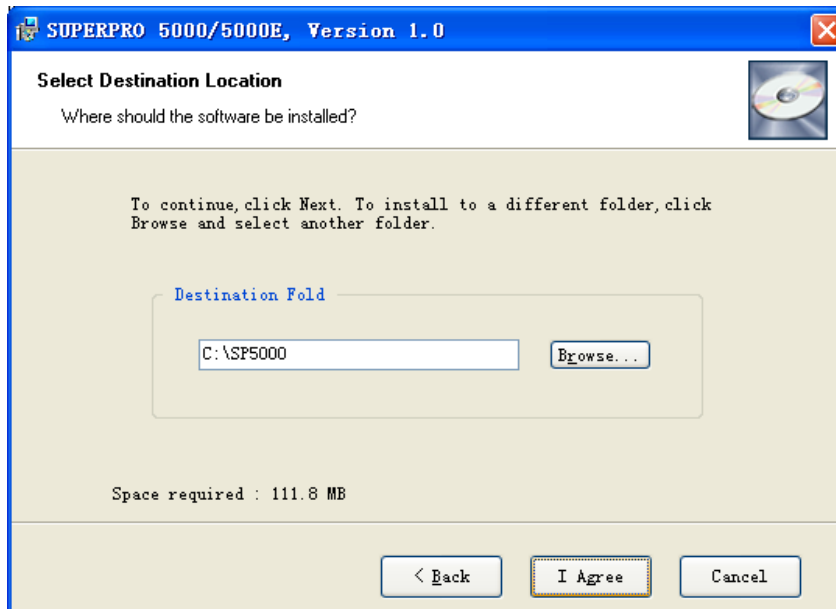 SUPERPRO 5000/5000E, Version 1.0
Select Destination Location
Where should the software be installed?
To continue,click Next. To install to a different folder,click
Browse and select another folder.
Destination Fold
C:\SP5000
Browse...
Space required : 111.8 MB
< Back
I Agree
Cancel